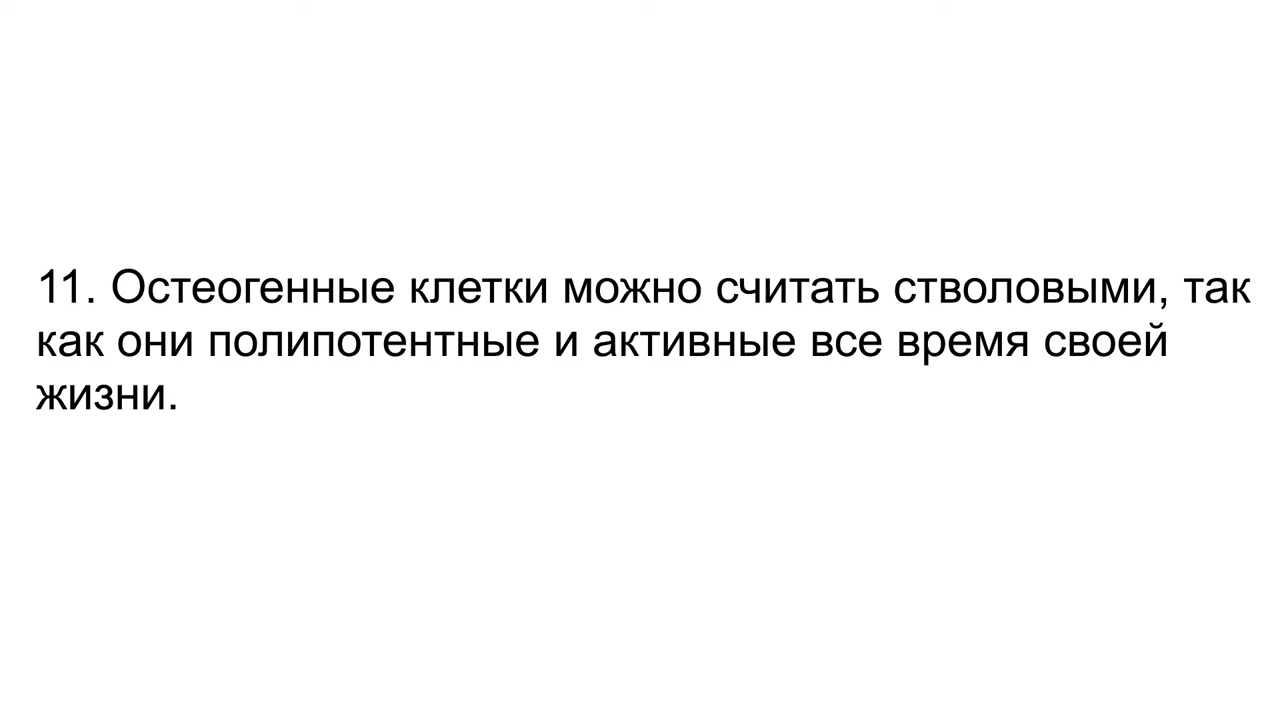 11. Остеогенные клетки можно считать стволовыми, так
как они полипотентные и активные все время своей
жизни.